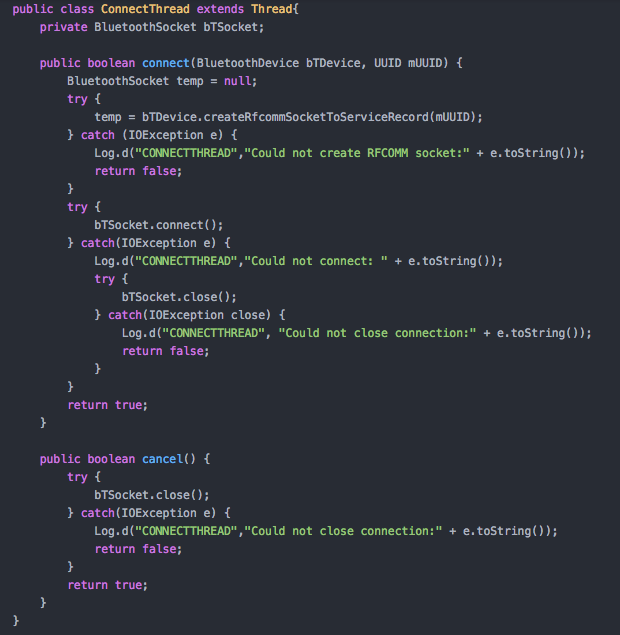 public class ConnectThread extends Thread{
    private BluetoothSocket bTSocket;

    public boolean connect(BluetoothDevice bTDevice, UUID mUUID) {
        BluetoothSocket temp = null;
        try {
            temp = bTDevice.createRfcommSocketToServiceRecord(mUUID);
        } catch (IOException e) {
            Log.d("CONNECTTHREAD","Could not create RFCOMM socket:" + e.toString());
            return false;
        }
        try {
            bTSocket.connect();
        } catch(IOException e) {
            Log.d("CONNECTTHREAD","Could not connect: " + e.toString());
            try {
                bTSocket.close();
            } catch(IOException close) {
                Log.d("CONNECTTHREAD", "Could not close connection:" + e.toString());
                return false;
            }
        }
        return true;
    }

    public boolean cancel() {
        try {
            bTSocket.close();
        } catch(IOException e) {
            Log.d("CONNECTTHREAD","Could not close connection:" + e.toString());
            return false;
        }
        return true;
    }
}